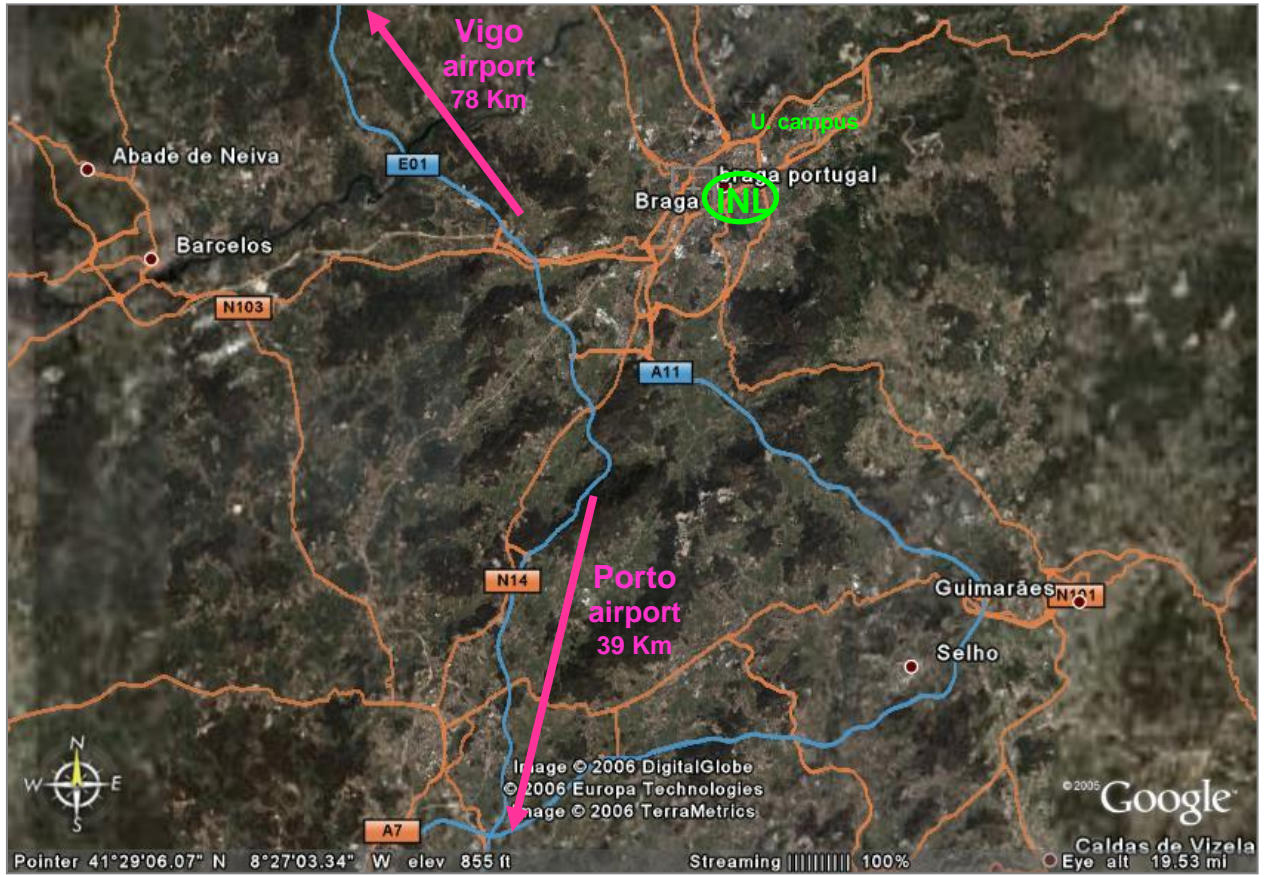 Vigo
airport
78 Km
U. campus
Abade de Neiva
E01
braga portugal
Braga
INL
Barcelos
N103
A11
N14
Porto
airport
39 Km
Guimarães
N101
Selho
N
W
E
S
Image © 2006 DigitalGlobe
© 2006 Europa Technologies
Image © 2006 TerraMetrics
© 2005 Google
A7
Caldas de Vizela
Pointer 41°29'06.07" N 8°27'03.34" W elev 855 ft Streaming ||||||||| 100% Eye alt 19.53 mi